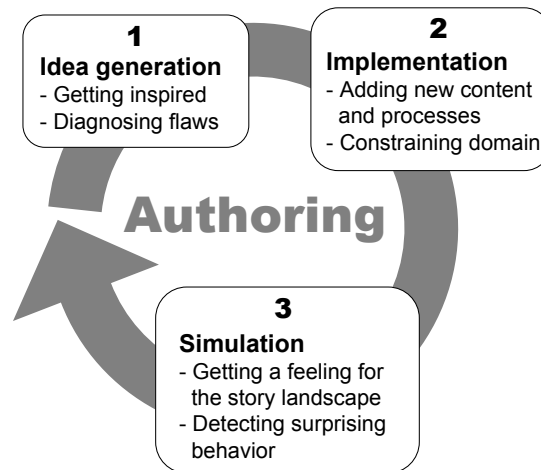 1
Idea generation
- Getting inspired
- Diagnosing flaws
2
Implementation
- Adding new content
and processes
- Constraining domain
Authoring
3
Simulation
- Getting a feeling for
the story landscape
- Detecting surprising
behavior